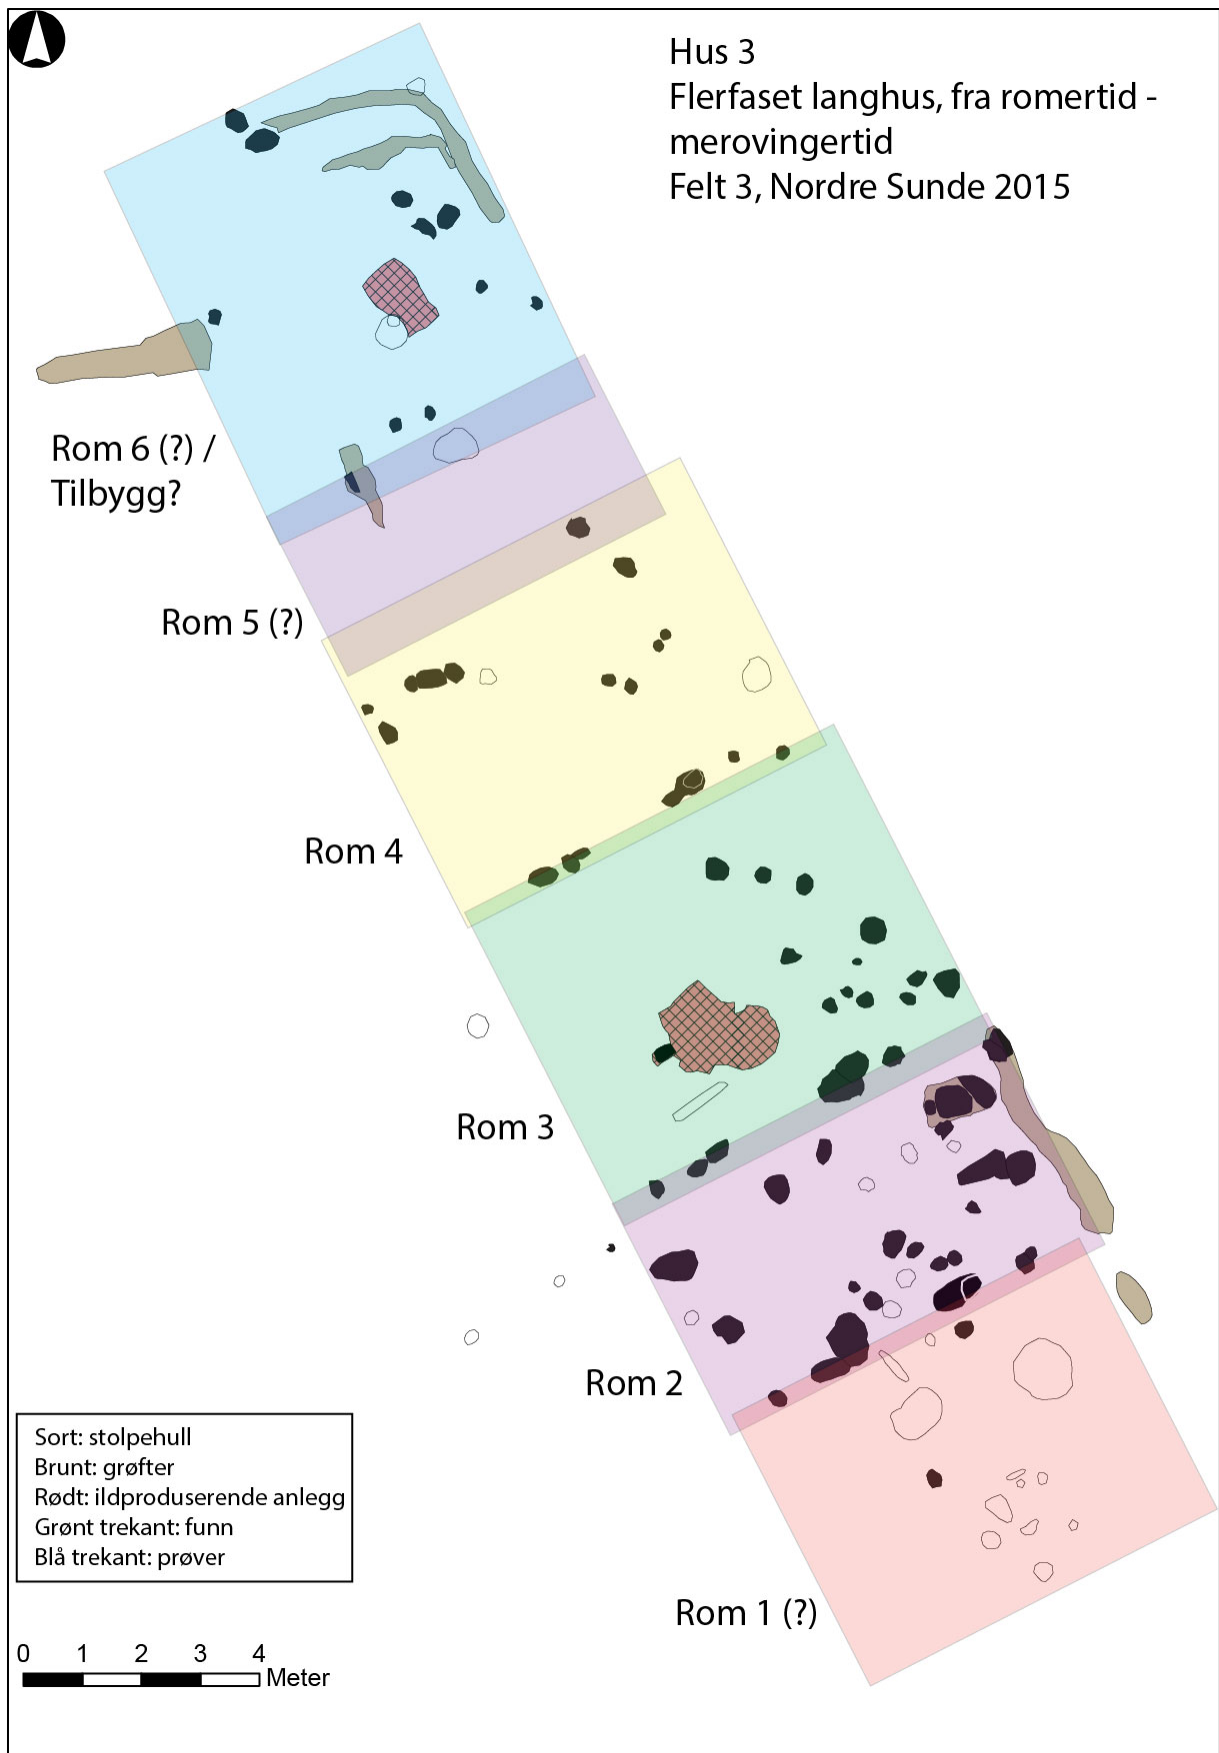 Hus 3
Flerfaset langhus, fra romertid -
merovingertid
Felt 3, Nordre Sunde 2015
Rom 6 (?) /
Tilbygg?
Rom 5 (?)
Rom 4
Rom 3
Rom 2
Rom 1 (?)
Sort: stolpehull
Brunt: grøfter
Rødt: ildproduserende anlegg
Grønt trekant: funn
Blå trekant: prøver
0 1 2 3 4
Meter